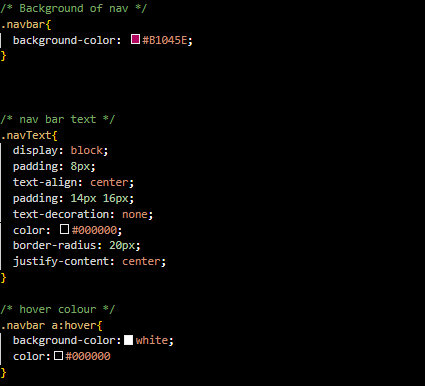 /* Background of nav */
.navbar{
background-color: #B1045E;
}
/* nav bar text */
.navText{
display: block;
padding: 8px;
text-align: center;
padding: 14px 16px;
text-decoration: none;
color: #000000;
border-radius: 20px;
justify-content: center;
}
/* hover colour */
.navbar a:hover{
background-color: white;
color: #000000
}